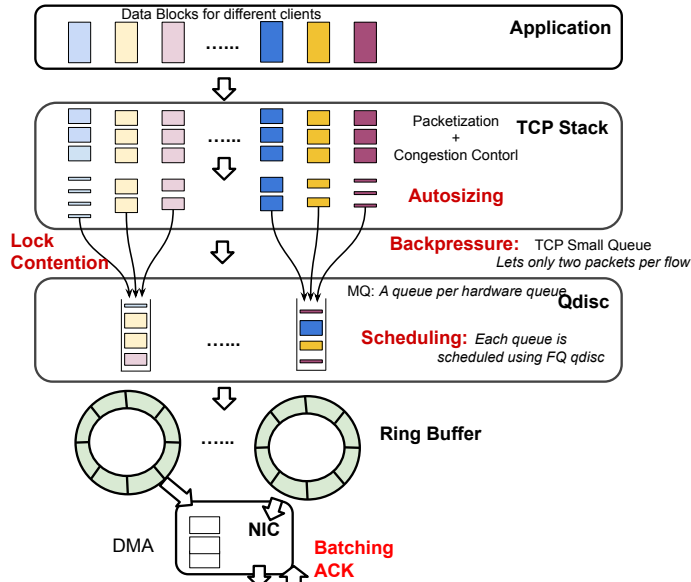 Data Blocks for different clients
Application
......
Packetization
+
Congestion Contorl
TCP Stack
......
Autosizing
Lock
Contention
Backpressure: TCP Small Queue
Lets only two packets per flow
MQ: A queue per hardware queue
Qdisc
Scheduling: Each queue is
scheduled using FQ qdisc
......
......
Ring Buffer
NIC
DMA
Batching
ACK